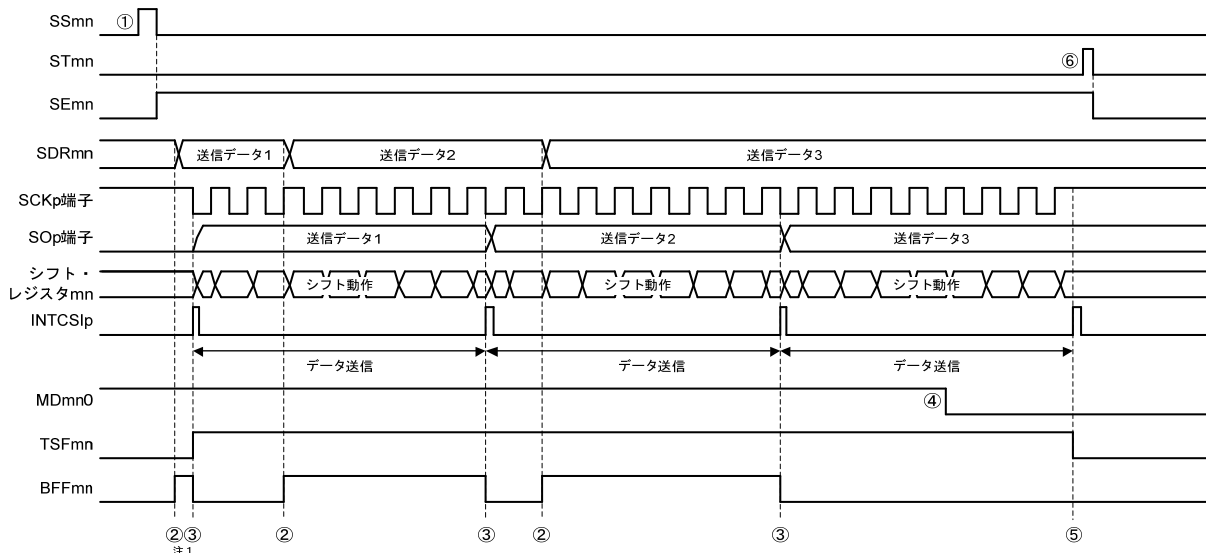 SSmn ①
STmn ⑥
SEmn
SDRmn 送信データ1 送信データ2 送信データ3
SCKp端子
SOp端子 送信データ1 送信データ2 送信データ3
シフト・
レジスタmn シフト動作 シフト動作 シフト動作
INTCSIp
データ送信 データ送信 データ送信
MDmn0 ④
TSFmn
BFFmn
② ③ ② ③ ② ③ ⑤
注1